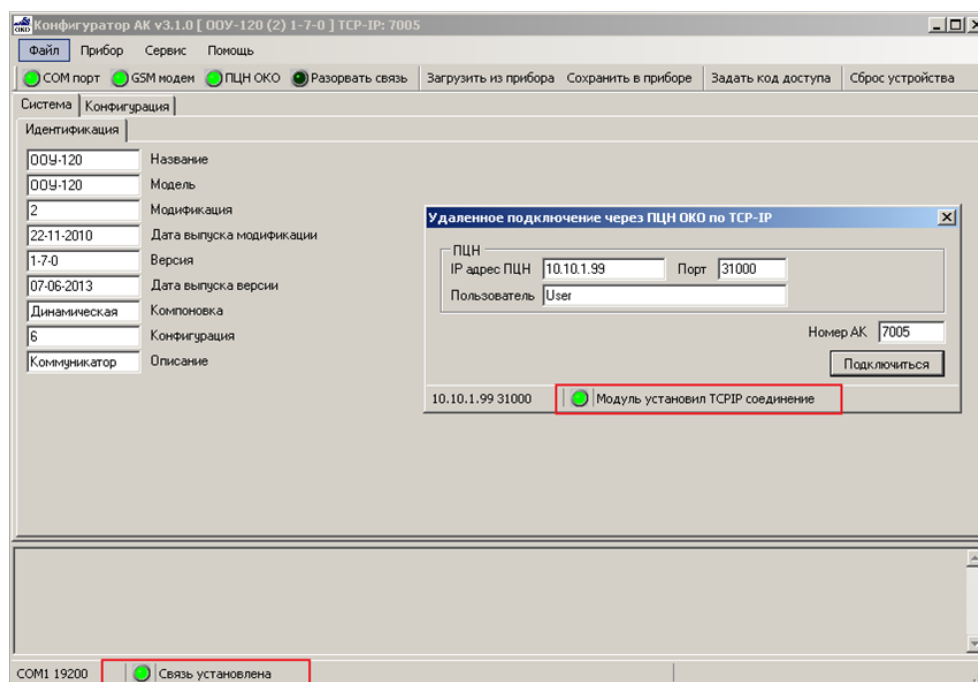 ОКО Конфигуратор АК v3.1.0 [ ООУ-120 (2) 1-7-0 ] TCP-IP: 7005
Файл Прибор Сервис Помощь
COM порт GSM модем ПЦН ОКО Разорвать связь Загрузить из прибора Сохранить в приборе Задать код доступа Сброс устройства
Система Конфигурация
Идентификация
ООУ-120 Название
ООУ-120 Модель
2 Модификация
22-11-2010 Дата выпуска модификации
1-7-0 Версия
07-06-2013 Дата выпуска версии
Динамическая Компоновка
6 Конфигурация
Коммуникатор Описание
Удаленное подключение через ПЦН ОКО по TCP-IP
ПЦН
IP адрес ПЦН 10.10.1.99 Порт 31000
Пользователь User
Номер АК 7005
Подключиться
10.10.1.99 31000 Модуль установил TCPIP соединение
COM1 19200 Связь установлена